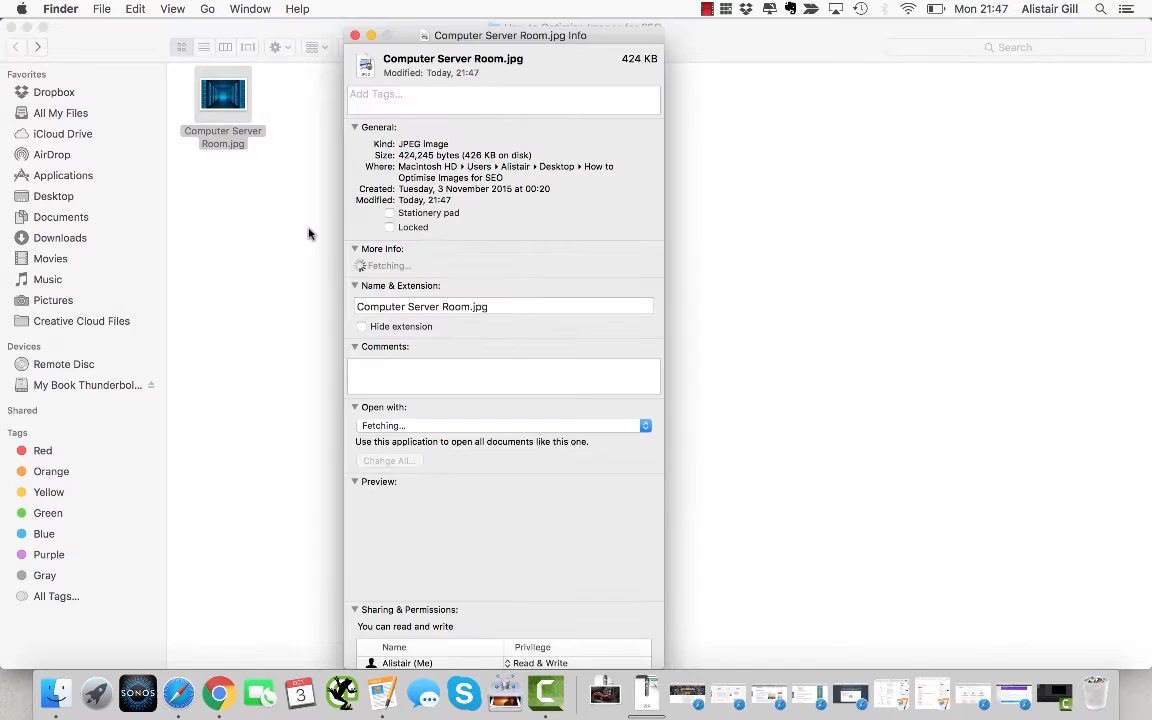 Finder File Edit View Go Window Help
Mon 21:47 Alistair Gill
Computer Server Room.jpg Info
Search
Favorites
Dropbox
All My Files
iCloud Drive
AirDrop
Applications
Desktop
Documents
Downloads
Movies
Music
Pictures
Creative Cloud Files
Devices
Remote Disc
My Book Thunderbol...
Shared
Tags
Red
Orange
Yellow
Green
Blue
Purple
Gray
All Tags...
Computer Server
Room.jpg
Computer Server Room.jpg 424 KB
Modified: Today, 21:47
Add Tags...
General:
Kind: JPEG image
Size: 424,245 bytes (426 KB on disk)
Where: Macintosh HD ▸ Users ▸ Alistair ▸ Desktop ▸ How to
Optimise Images for SEO
Created: Tuesday, 3 November 2015 at 00:20
Modified: Today, 21:47
Stationery pad
Locked
More Info:
Fetching...
Name & Extension:
Computer Server Room.jpg
Hide extension
Comments:
Open with:
Fetching...
Use this application to open all documents like this one.
Change All...
Preview:
Sharing & Permissions:
You can read and write
Name Privilege
Alistair (Me) Read & Write
SONOS
3